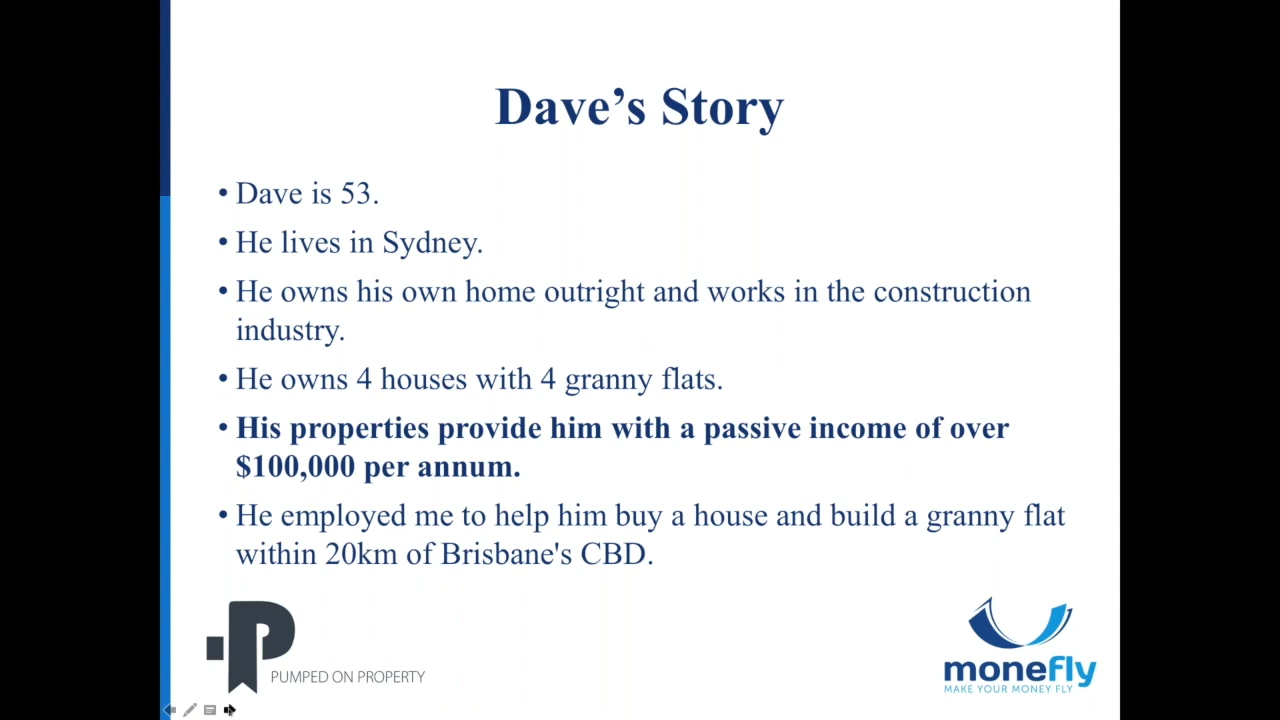 Dave’s Story
• Dave is 53.
• He lives in Sydney.
• He owns his own home outright and works in the construction
industry.
• He owns 4 houses with 4 granny flats.
• His properties provide him with a passive income of over
$100,000 per annum.
• He employed me to help him buy a house and build a granny flat
within 20km of Brisbane's CBD.
PUMPED ON PROPERTY
monefly
MAKE YOUR MONEY FLY